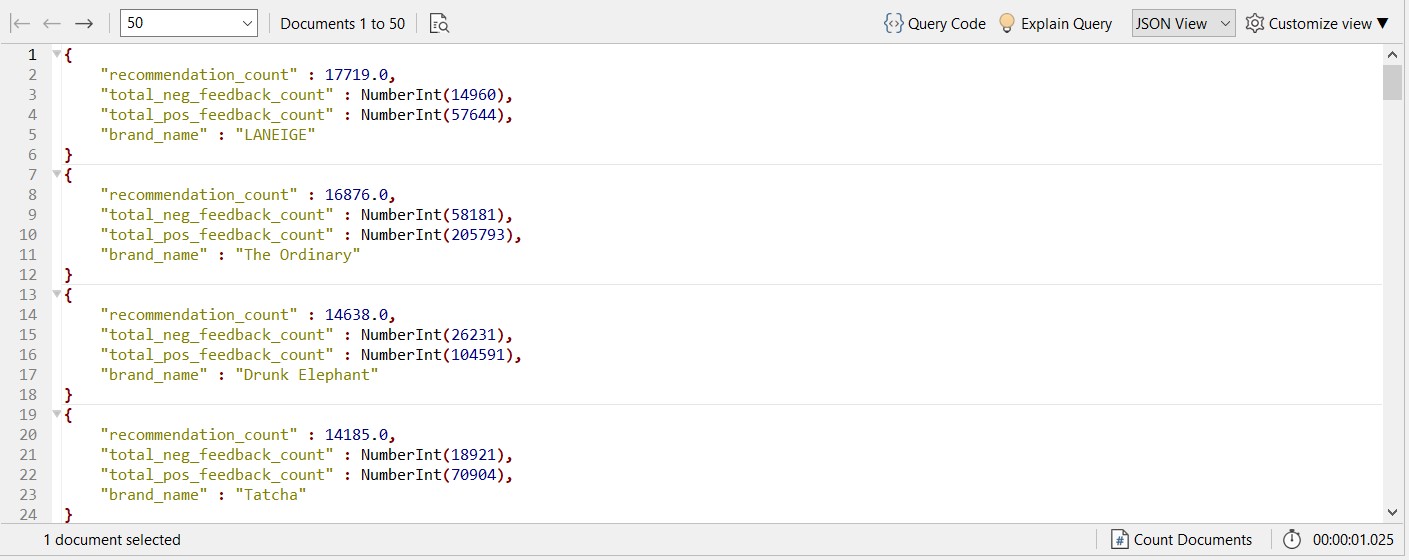 50 Documents 1 to 50 Query Code Explain Query JSON View Customize view
1 {
2 "recommendation_count" : 17719.0,
3 "total_neg_feedback_count" : NumberInt(14960),
4 "total_pos_feedback_count" : NumberInt(57644),
5 "brand_name" : "LANEIGE"
6 }
7 {
8 "recommendation_count" : 16876.0,
9 "total_neg_feedback_count" : NumberInt(58181),
10 "total_pos_feedback_count" : NumberInt(205793),
11 "brand_name" : "The Ordinary"
12 }
13 {
14 "recommendation_count" : 14638.0,
15 "total_neg_feedback_count" : NumberInt(26231),
16 "total_pos_feedback_count" : NumberInt(104591),
17 "brand_name" : "Drunk Elephant"
18 }
19 {
20 "recommendation_count" : 14185.0,
21 "total_neg_feedback_count" : NumberInt(18921),
22 "total_pos_feedback_count" : NumberInt(70904),
23 "brand_name" : "Tatcha"
24 }
1 document selected # Count Documents 00:00:01.025